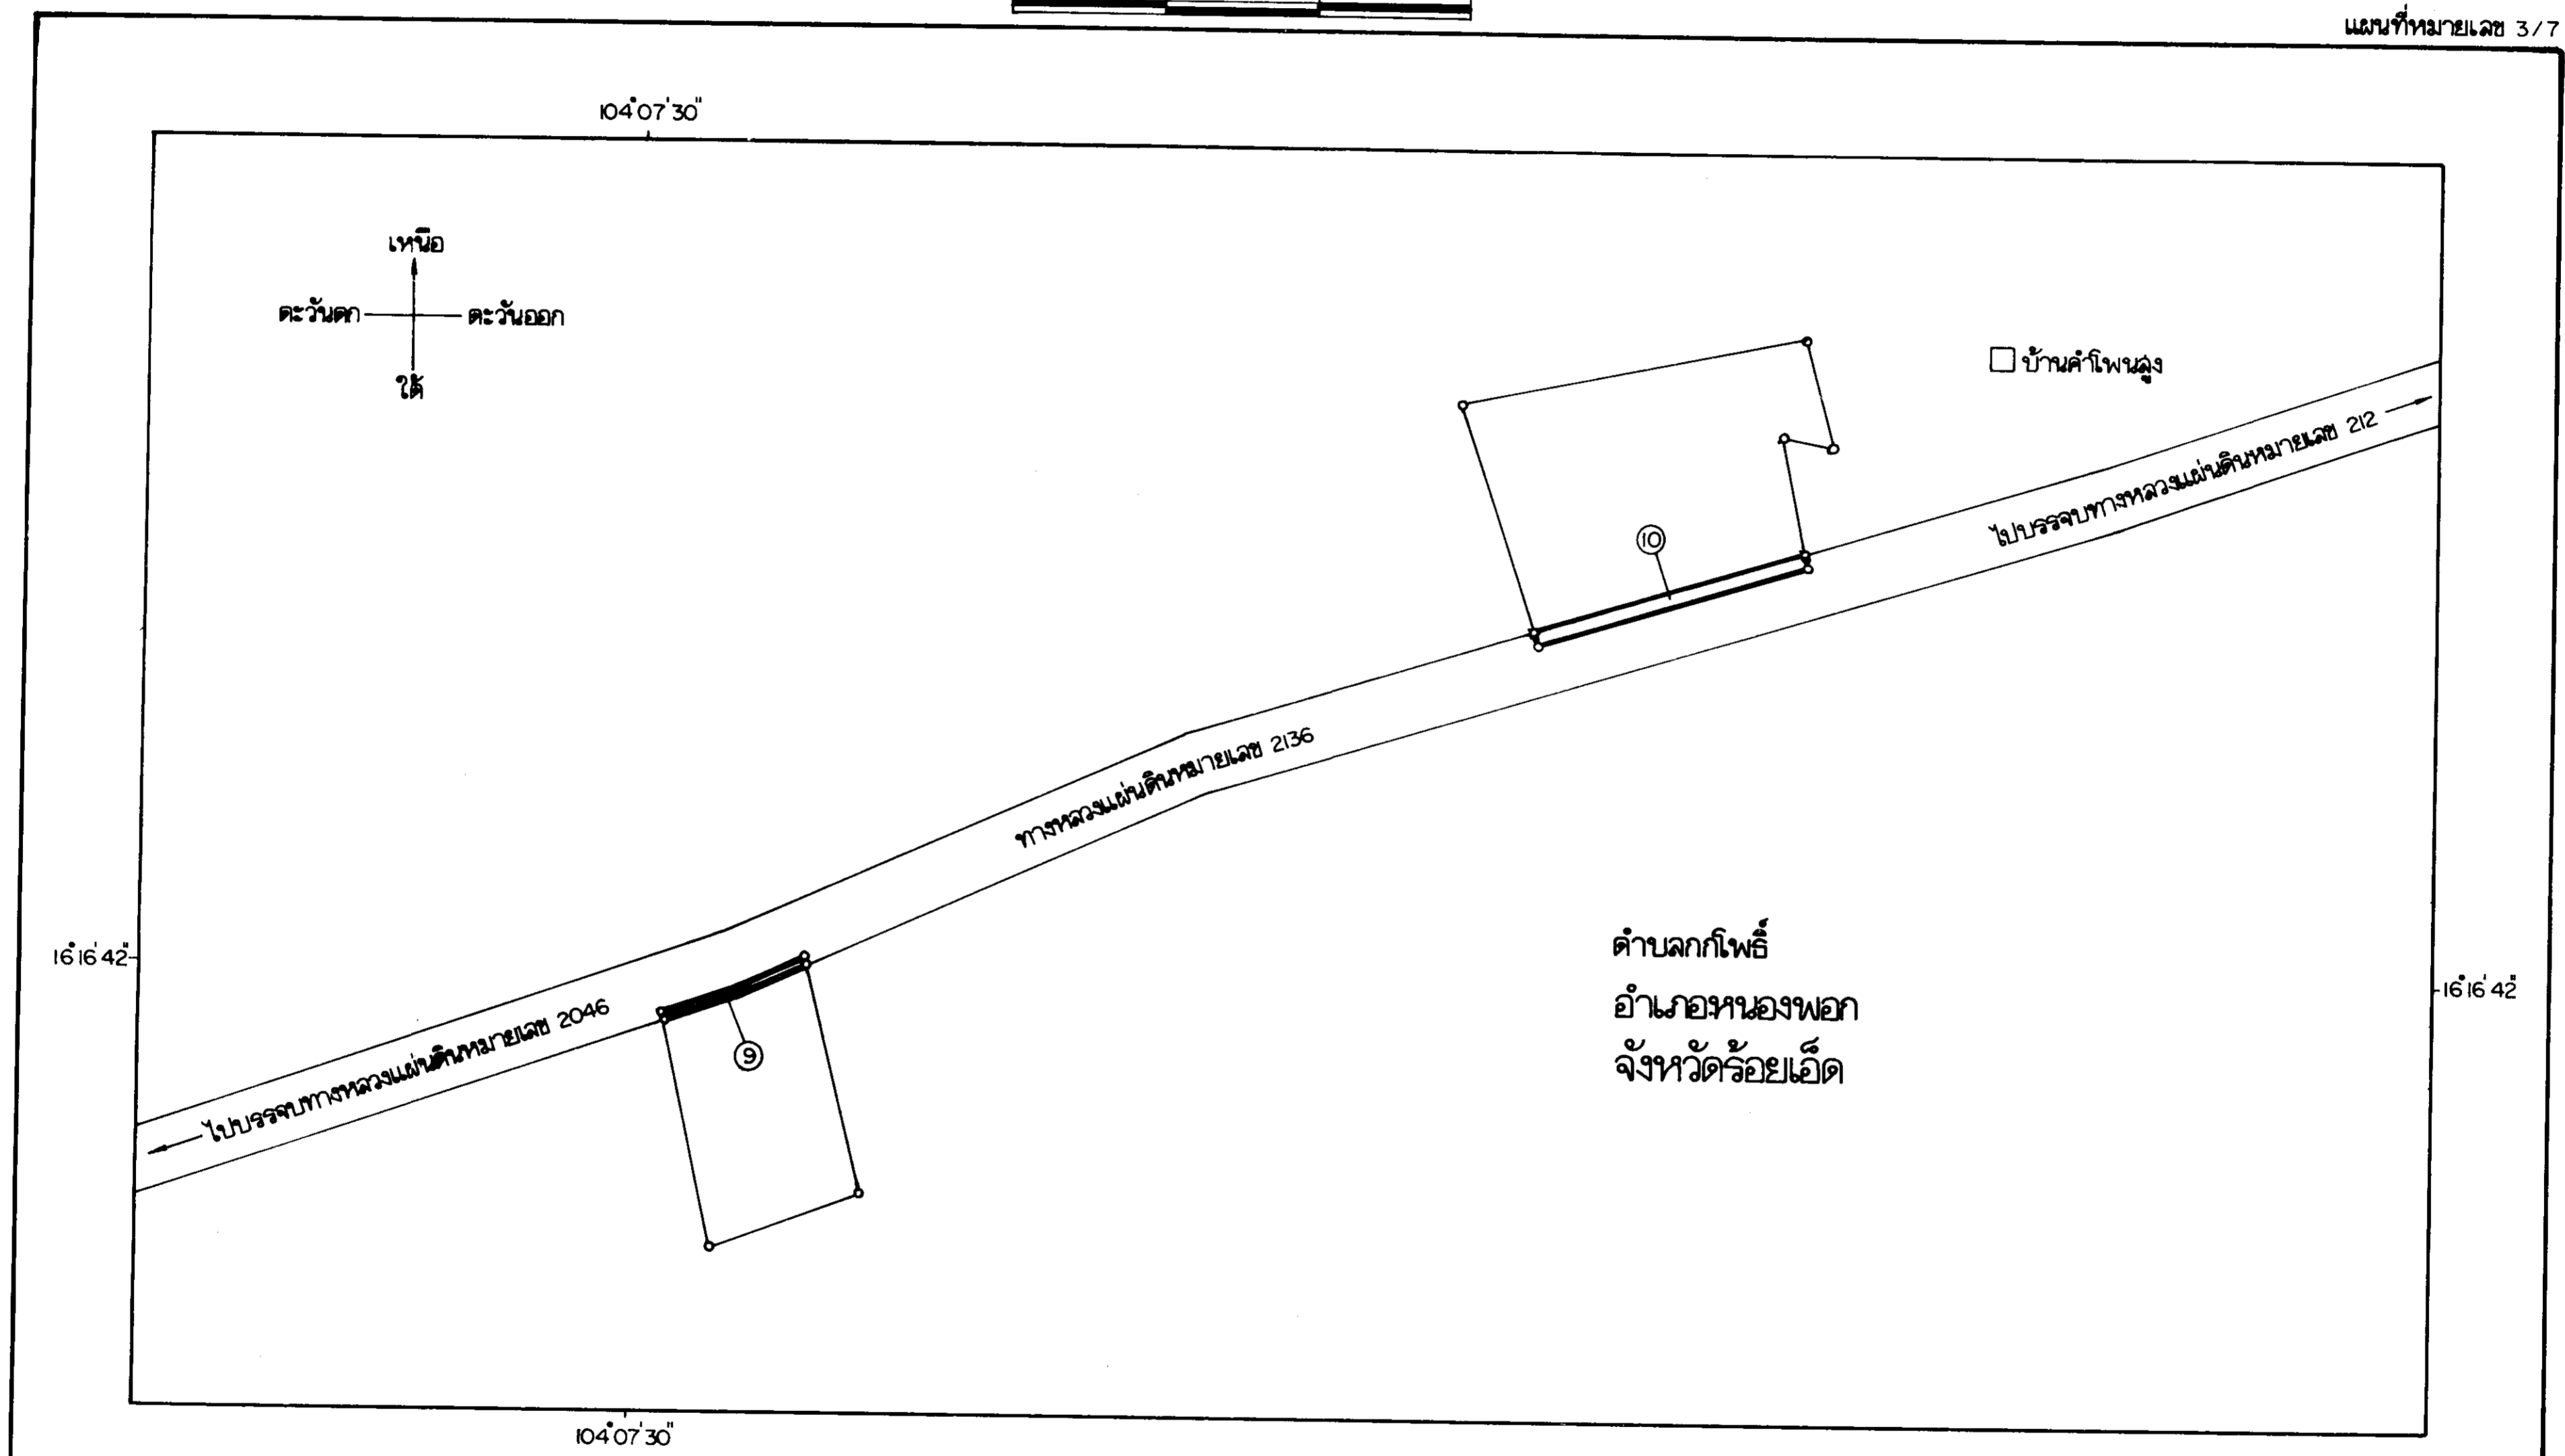 แผนที่หมายเลข 3/7
104°07'30"
เหนือ
ตะวันตก
ตะวันออก
ใต้
บ้านคำโพนสูง
ไปบรรจบทางหลวงแผ่นดินหมายเลข 212
10
ทางหลวงแผ่นดินหมายเลข 2136
ตำบลกกโพธิ์
16°16'42"
16°16'42"
อำเภอหนองพอก
ไปบรรจบทางหลวงแผ่นดินหมายเลข 2046
9
จังหวัดร้อยเอ็ด
104°07'30"